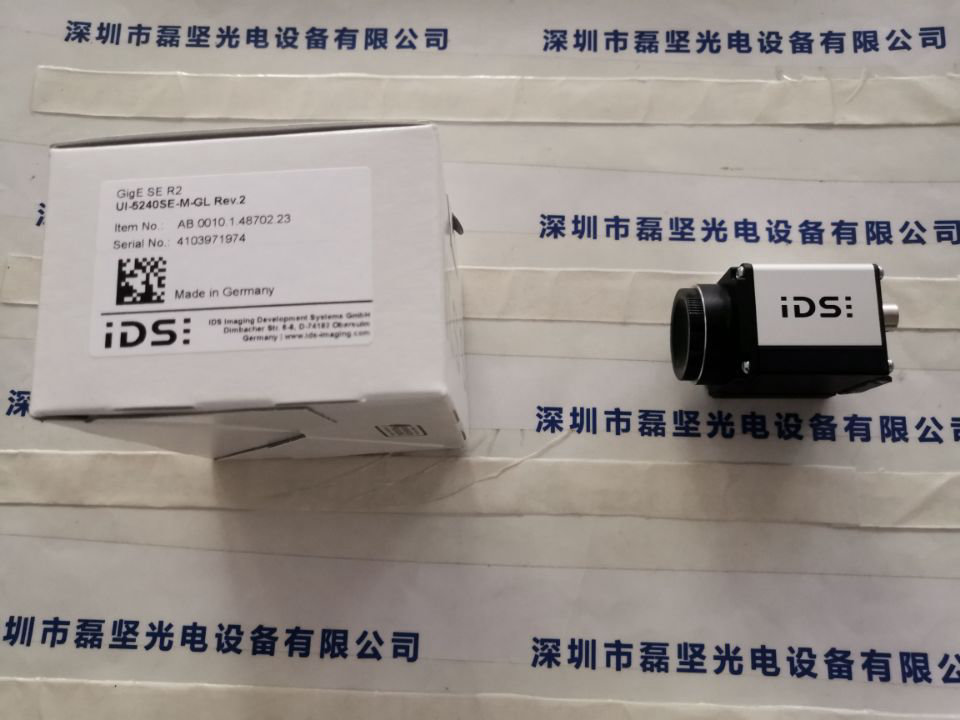 深圳市磊坚光电设备有限公司
深圳市磊坚光电设备有限公司
GigE SE R2
UI-5240SE-M-GL Rev.2
Item No.: AB.0010.1.48702.23
Serial No.: 4103971974
Made in Germany
iDS:
IDS Imaging Development Systems GmbH
Dimbacher Str. 6-8, D-74182 Obersulm
Germany | www.ids-imaging.com
深圳市磊坚光电设备有限公司
iDS:
深
深圳市磊坚光电设备有限公
圳市磊坚光电设备有限公司
深圳市磊坚光电设备有限公